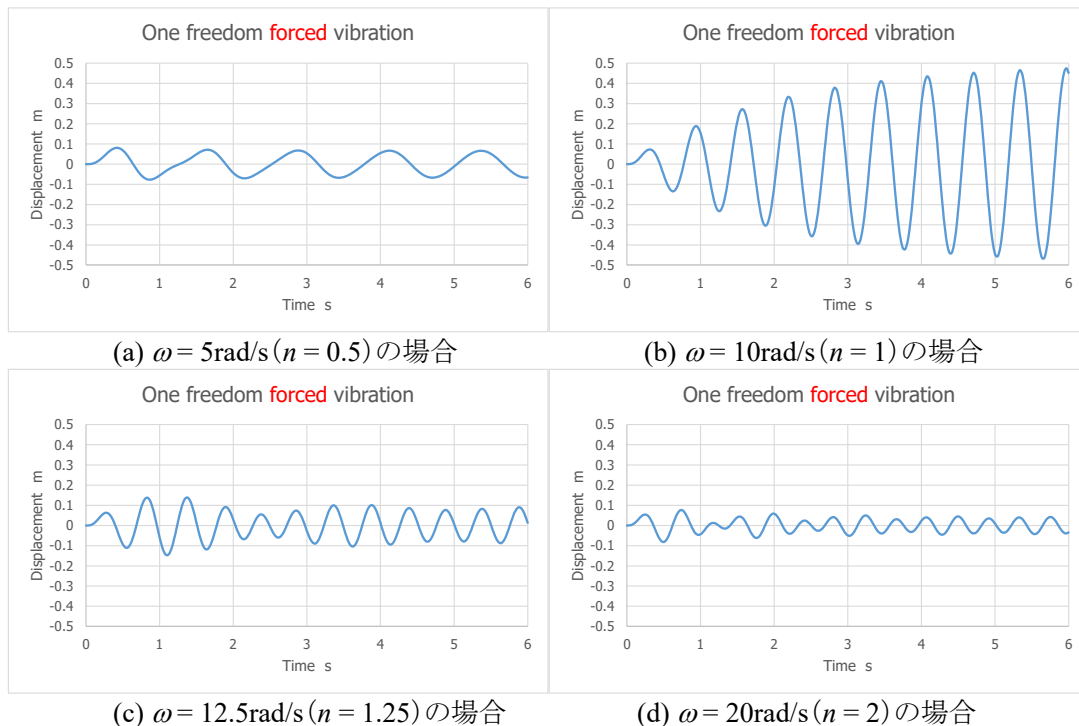 One freedom forced vibration
0.5
0.4
0.3
0.2
0.1
0
-0.1
-0.2
-0.3
-0.4
-0.5
Displacement m
0 1 2 3 4 5 6
Time s
(a) ω = 5rad/s(n = 0.5)の場合
One freedom forced vibration
0.5
0.4
0.3
0.2
0.1
0
-0.1
-0.2
-0.3
-0.4
-0.5
Displacement m
0 1 2 3 4 5 6
Time s
(b) ω = 10rad/s(n = 1)の場合
One freedom forced vibration
0.5
0.4
0.3
0.2
0.1
0
-0.1
-0.2
-0.3
-0.4
-0.5
Displacement m
0 1 2 3 4 5 6
Time s
(c) ω = 12.5rad/s(n = 1.25)の場合
One freedom forced vibration
0.5
0.4
0.3
0.2
0.1
0
-0.1
-0.2
-0.3
-0.4
-0.5
Displacement m
0 1 2 3 4 5 6
Time s
(d) ω = 20rad/s(n = 2)の場合